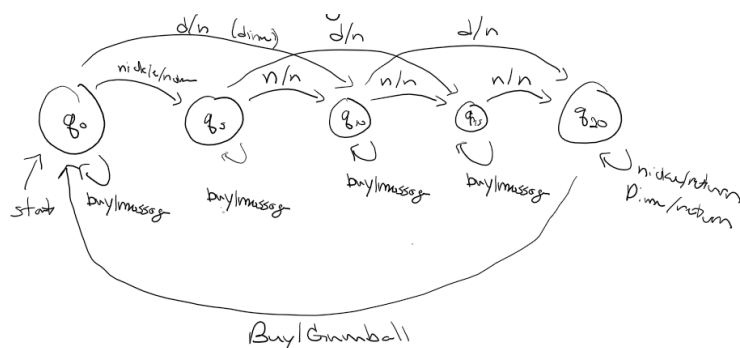 d/n (dime) d/n d/n
n/n n/n n/n
q0 q5 q10 q15 q20
start
buy/message buy/message buy/message buy/message
nickle/return
Dime/return
Buy/Gumball